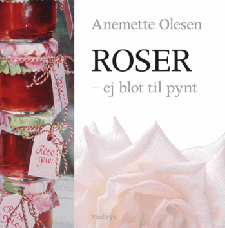 Anemette Olesen
ROSER
– ej blot til pynt